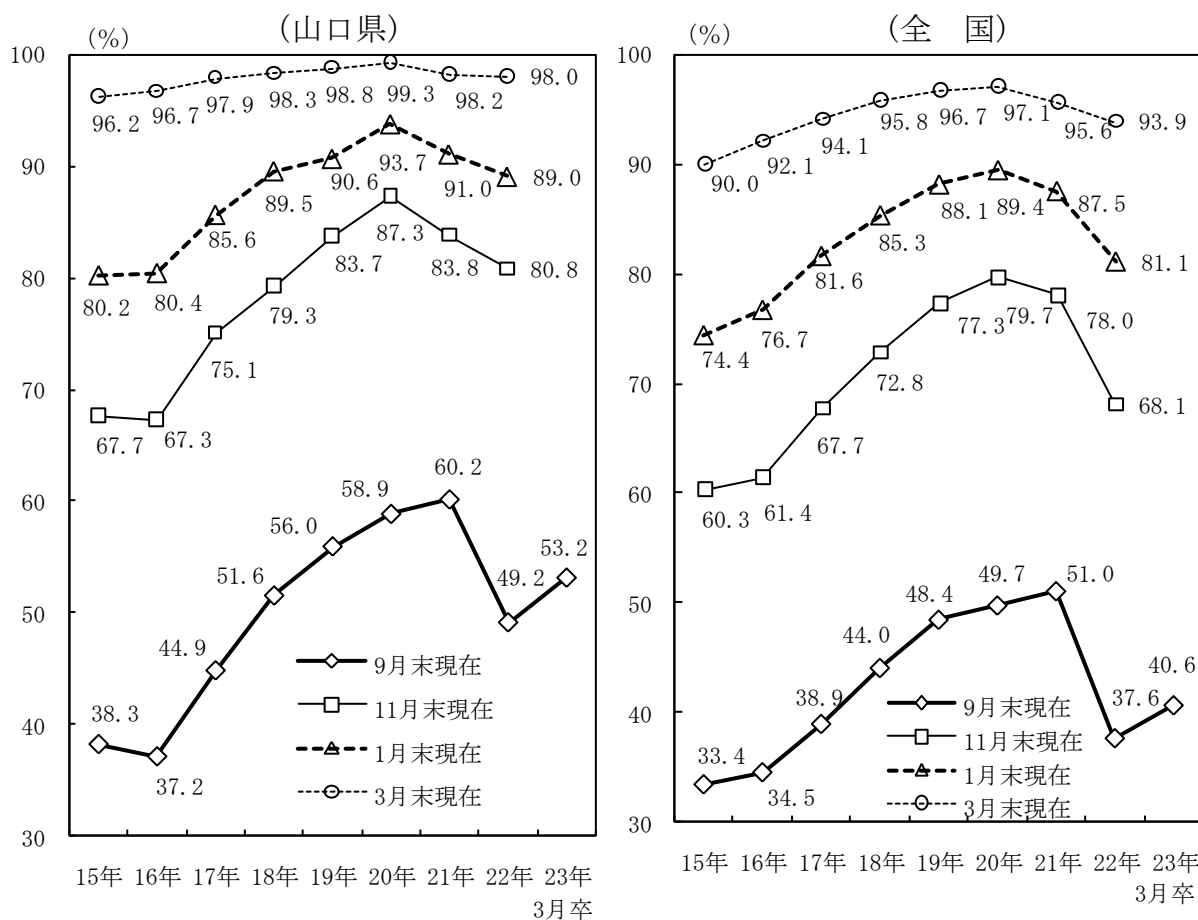 (山口県)
(%)
100
90
80
70
60
50
40
30
96.2 96.7 97.9 98.3 98.8 99.3 98.2 98.0
80.2 80.4 85.6 89.5 90.6 93.7 91.0 89.0
67.7 67.3 75.1 79.3 83.7 87.3 83.8 80.8
38.3 37.2 44.9 51.6 56.0 58.9 60.2 49.2 53.2
9月末現在
11月末現在
1月末現在
3月末現在
15年 16年 17年 18年 19年 20年 21年 22年 23年
3月卒
(全 国)
(%)
100
90
80
70
60
50
40
30
90.0 92.1 94.1 95.8 96.7 97.1 95.6 93.9
74.4 76.7 81.6 85.3 88.1 89.4 87.5 81.1
60.3 61.4 67.7 72.8 77.3 79.7 78.0 68.1
33.4 34.5 38.9 44.0 48.4 49.7 51.0 37.6 40.6
9月末現在
11月末現在
1月末現在
3月末現在
15年 16年 17年 18年 19年 20年 21年 22年 23年
3月卒